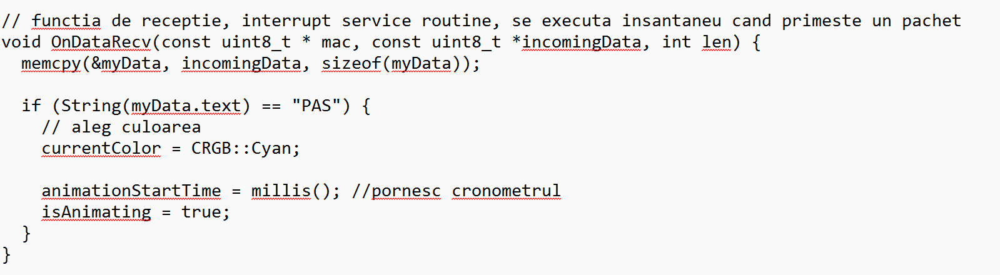 // functia de receptie, interrupt service routine, se executa insantaneu cand primeste un pachet
void OnDataRecv(const uint8_t * mac, const uint8_t *incomingData, int len) {
  memcpy(&myData, incomingData, sizeof(myData));

  if (String(myData.text) == "PAS") {
    // aleg culoarea
    currentColor = CRGB::Cyan;

    animationStartTime = millis(); //pornesc cronometrul
    isAnimating = true;
  }
}